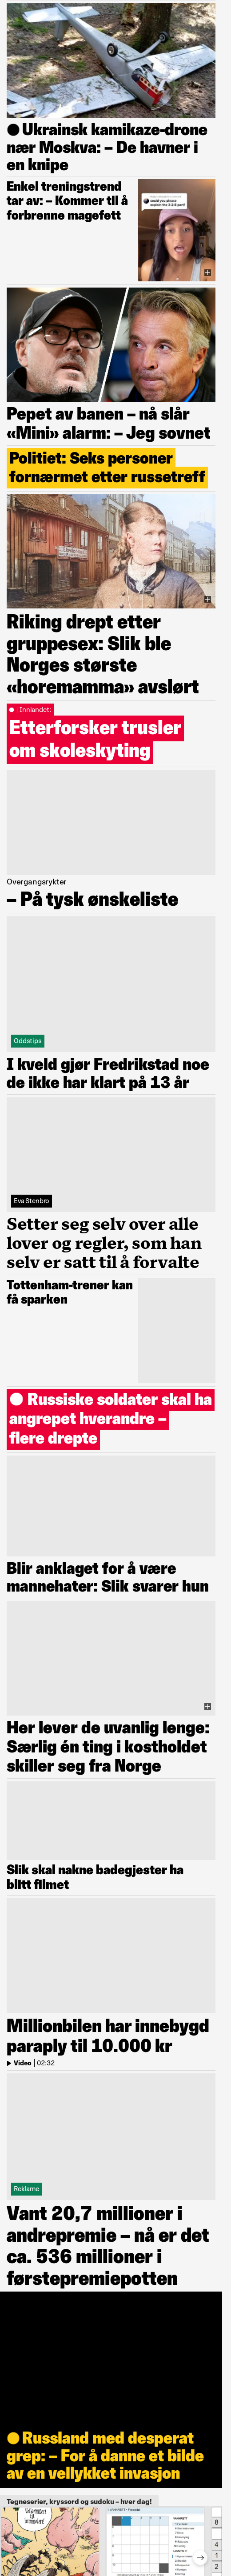 Ukrainsk kamikaze-drone
nær Moskva: – De havner i
en knipe
Enkel treningstrend
tar av: – Kommer til å
forbrenne magefett
could you please
explain the 3-2-8 part?
Pepet av banen – nå slår
«Mini» alarm: – Jeg sovnet
Politiet: Seks personer
fornærmet etter russetreff
Riking drept etter
gruppesex: Slik ble
Norges største
«horemamma» avslørt
| Innlandet:
Etterforsker trusler
om skoleskyting
Overgangsrykter
– På tysk ønskeliste
Oddstips
I kveld gjør Fredrikstad noe
de ikke har klart på 13 år
Eva Stenbro
Setter seg selv over alle
lover og regler, som han
selv er satt til å forvalte
Tottenham-trener kan
få sparken
Russiske soldater skal ha
angrepet hverandre –
flere drepte
Blir anklaget for å være
mannehater: Slik svarer hun
Her lever de uvanlig lenge:
Særlig én ting i kostholdet
skiller seg fra Norge
Slik skal nakne badegjester ha
blitt filmet
Millionbilen har innebygd
paraply til 10.000 kr
Video | 02:32
Reklame
Vant 20,7 millioner i
andrepremie – nå er det
ca. 536 millioner i
førstepremiepotten
Russland med desperat
grep: – For å danne et bilde
av en vellykket invasjon
Tegneserier, kryssord og sudoku – hver dag!
8
4
1
2